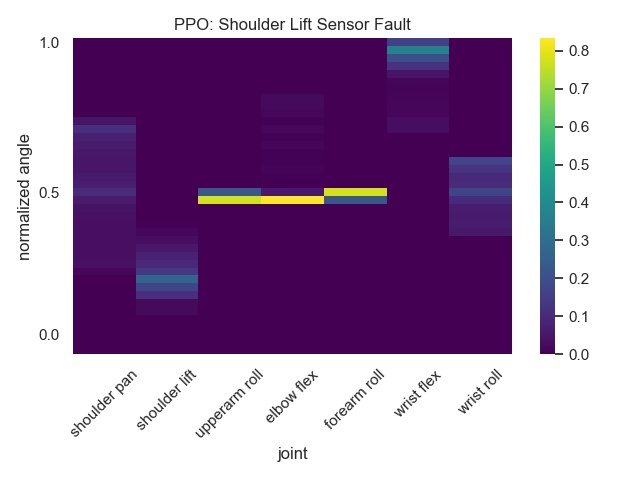 PPO: Shoulder Lift Sensor Fault
normalized angle
1.0
0.5
0.0
shoulder pan
shoulder lift
upperarm roll
elbow flex
forearm roll
wrist flex
wrist roll
joint
0.8
0.7
0.6
0.5
0.4
0.3
0.2
0.1
0.0